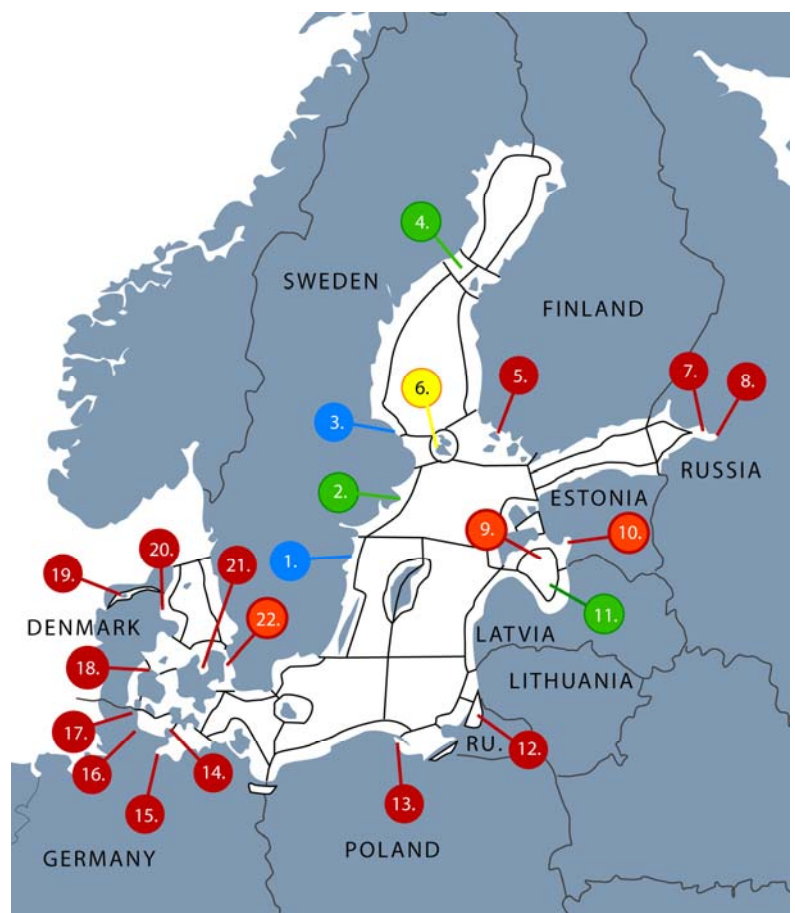 4.
SWEDEN
FINLAND
6.
5.
7.
8.
3.
RUSSIA
2.
ESTONIA
9.
10.
1.
20.
21.
19.
11.
DENMARK
22.
LATVIA
18.
LITHUANIA
17.
RU.
12.
16.
14.
13.
15.
POLAND
GERMANY